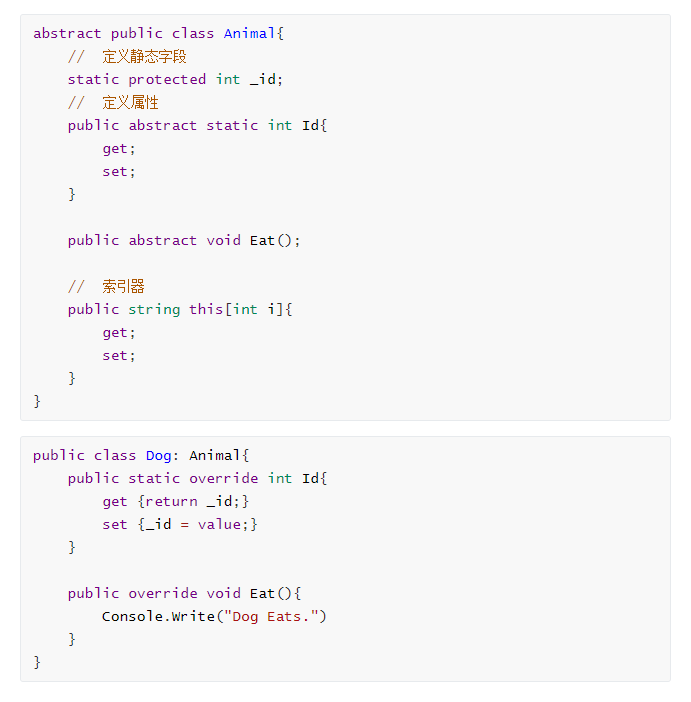 abstract public class Animal{
    //  定义静态字段
    static protected int _id;
    //  定义属性
    public abstract static int Id{
        get;
        set;
    }

    public abstract void Eat();

    //  索引器
    public string this[int i]{
        get;
        set;
    }
}
public class Dog: Animal{
    public static override int Id{
        get {return _id;}
        set {_id = value;}
    }

    public override void Eat(){
        Console.Write("Dog Eats.")
    }
}